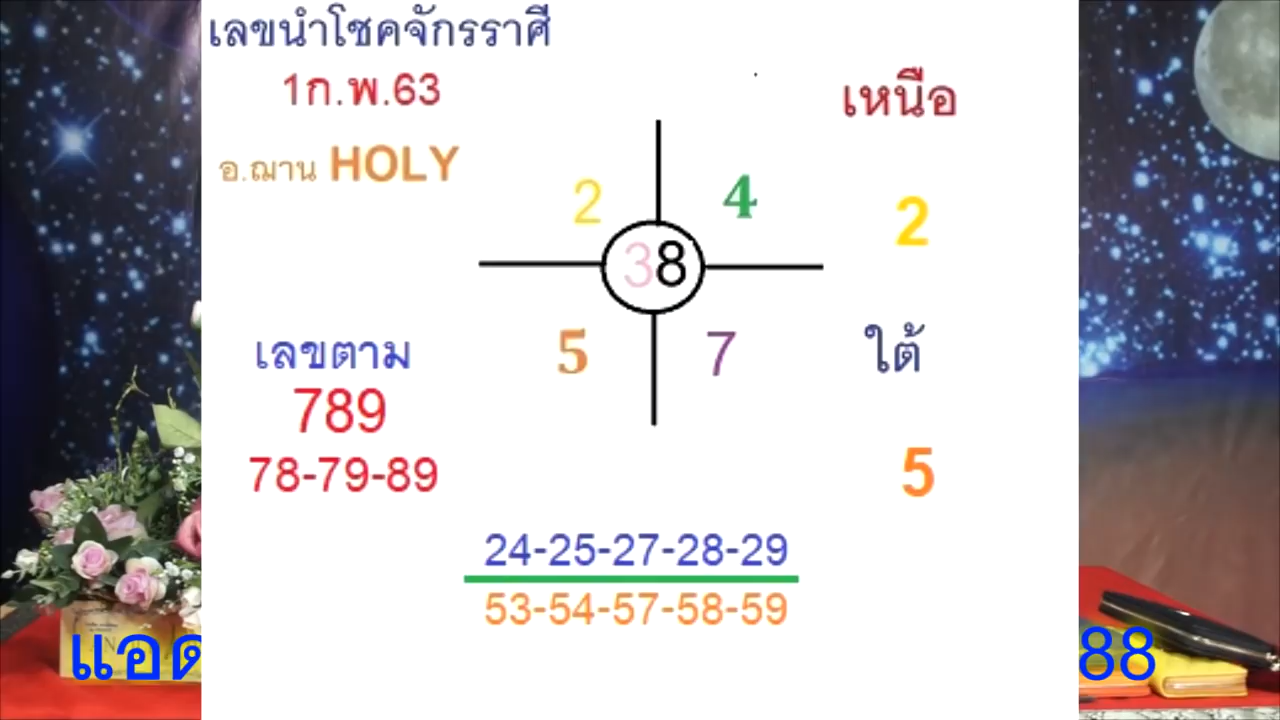 เลขนำโชคจักรราศี
1ก.พ.63
อ.ฌาน HOLY
เหนือ
2 4
2
38
5 7
ใต้
5
เลขตาม
789
78-79-89
24-25-27-28-29
53-54-57-58-59
88